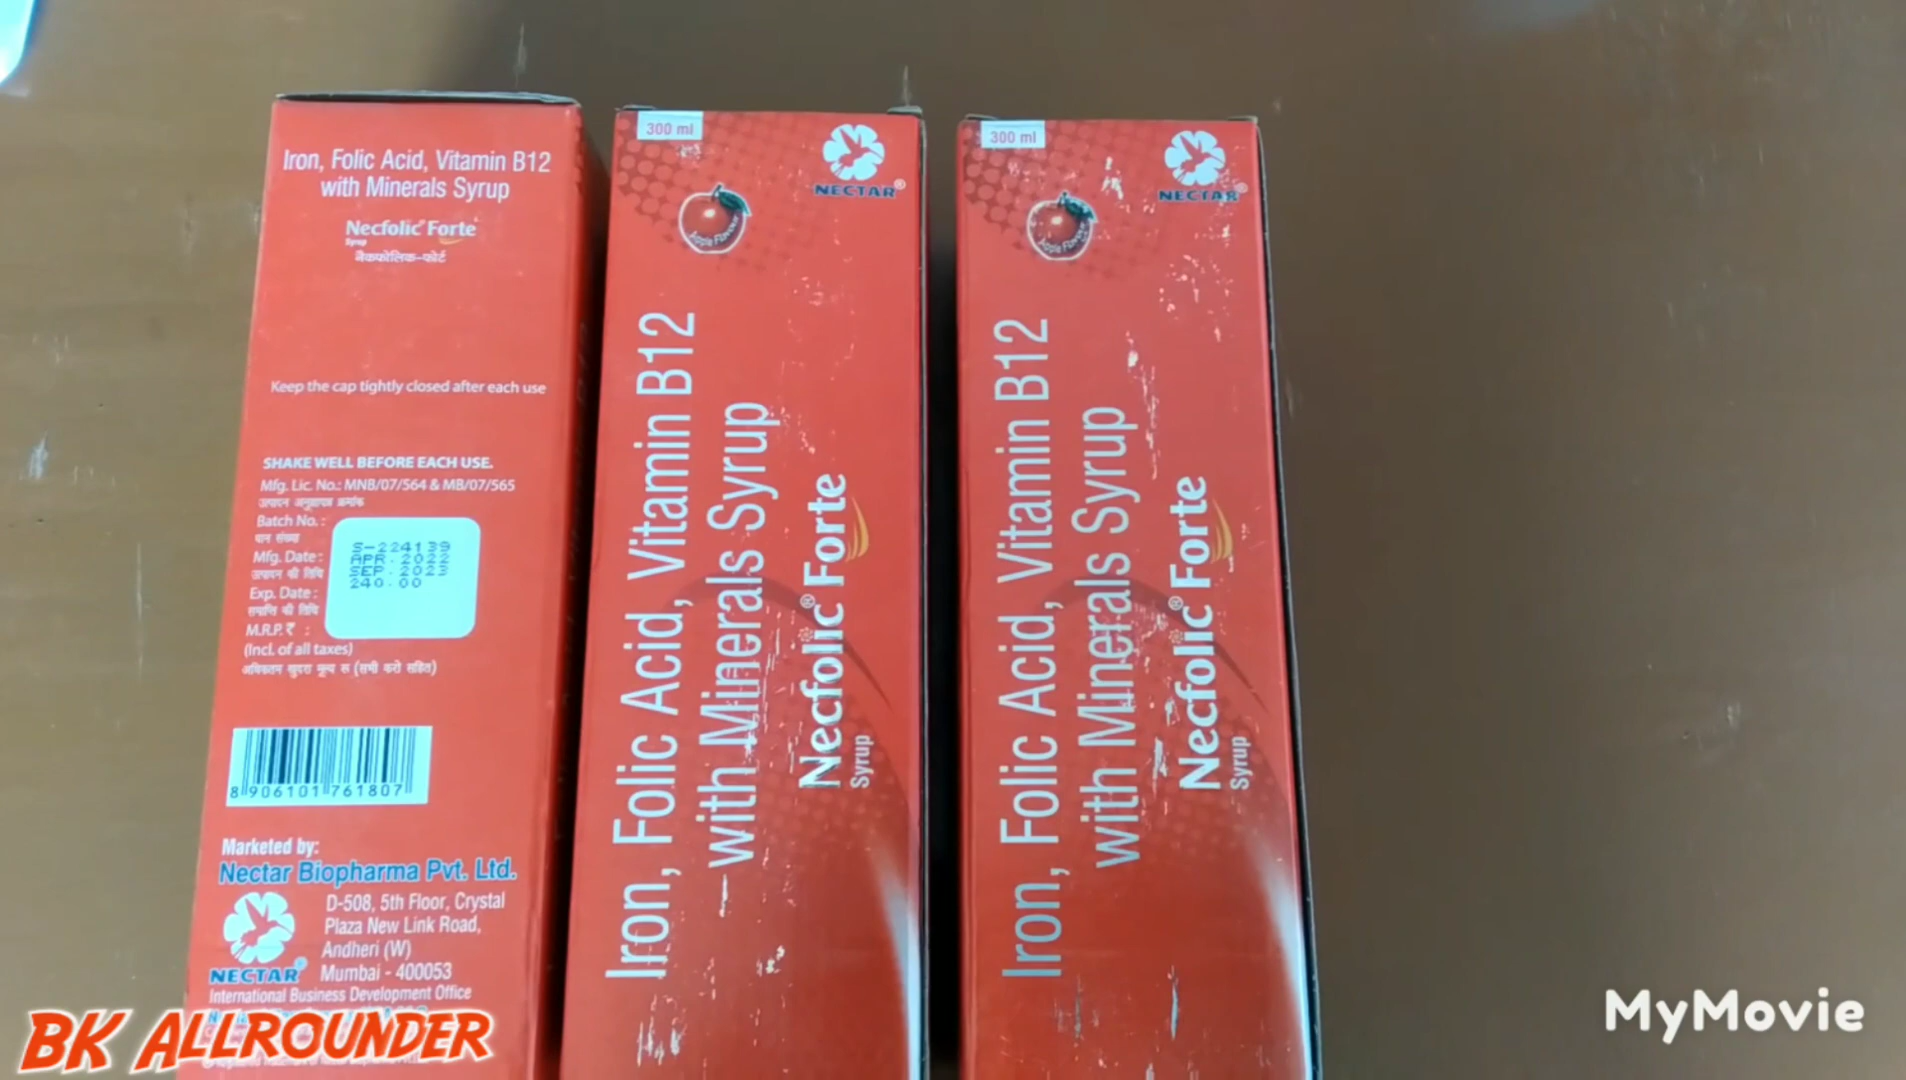 Iron, Folic Acid, Vitamin B12
with Minerals Syrup
Necfolic Forte
Syrup
नैकफोलिक-फोर्ट
Keep the cap tightly closed after each use
SHAKE WELL BEFORE EACH USE.
Mfg. Lic. No.: MNB/07/564 & MB/07/565
उत्पादन अनुज्ञापत्र क्रमांक
Batch No. :
S-224139
Mfg. Date :
APR.2022
उत्पादन की तिथि
SEP.2023
Exp. Date :
240.00
समाप्ति की तिथि
M.R.P.₹ :
(Incl. of all taxes)
अधिकतम खुदरा मूल्य रू (सभी करों सहित)
8 906101 761807
Marketed by:
Nectar Biopharma Pvt. Ltd.
D-508, 5th Floor, Crystal
Plaza New Link Road,
Andheri (W)
Mumbai - 400053
NECTAR®
International Business Development Office
300 ml
NECTAR®
Apple Flavour
Iron, Folic Acid, Vitamin B12
with Minerals Syrup
Necfolic® Forte
Syrup
300 ml
NECTAR®
Apple Flavour
Iron, Folic Acid, Vitamin B12
with Minerals Syrup
Necfolic® Forte
Syrup
BK ALLROUNDER
MyMovie